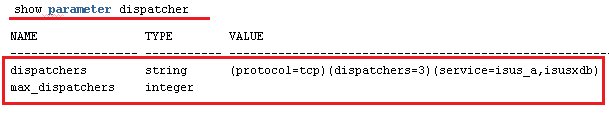 show parameter dispatcher
NAME TYPE VALUE
----------------- ----------- --------------------------------------------------
dispatchers string (protocol=tcp)(dispatchers=3)(service=isus_a,isusxdb)
max_dispatchers integer